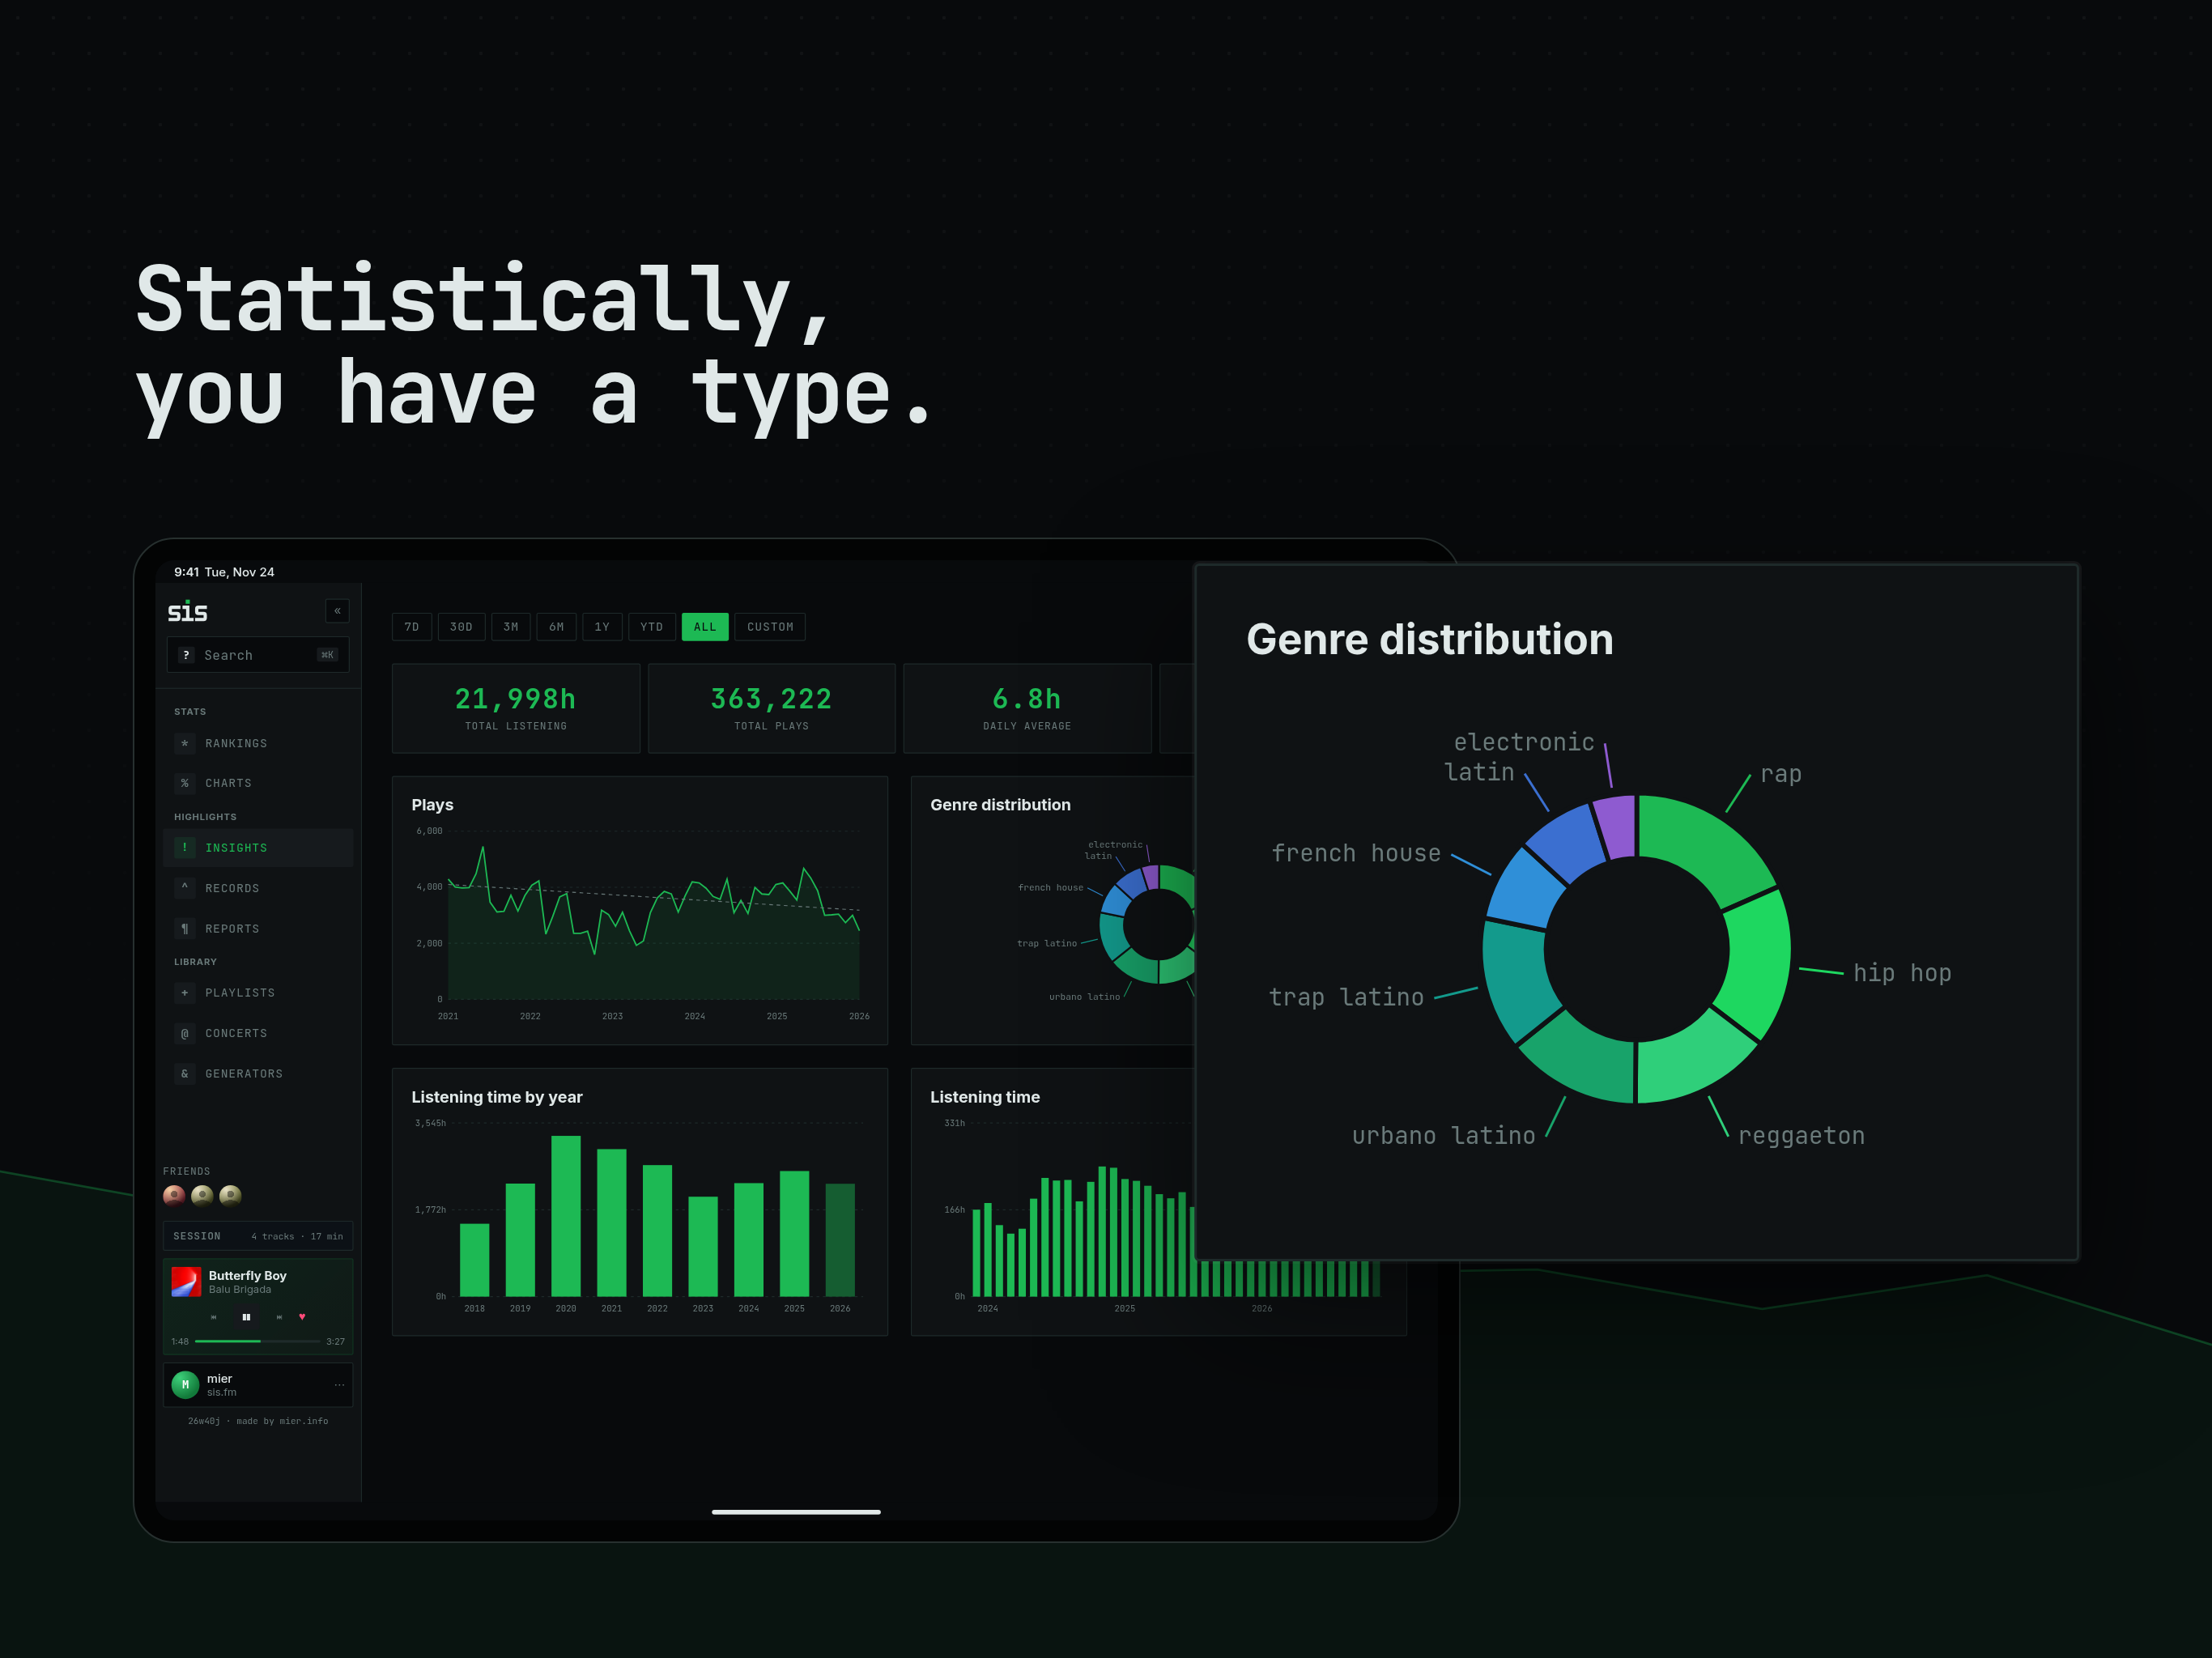 Statistically,
you have a type.
9:41 Tue, Nov 24
sis
«
? Search ⌘K
STATS
* RANKINGS
% CHARTS
HIGHLIGHTS
! INSIGHTS
^ RECORDS
¶ REPORTS
LIBRARY
+ PLAYLISTS
@ CONCERTS
& GENERATORS
FRIENDS
SESSION 4 tracks · 17 min
Butterfly Boy
Balu Brigada
1:48 3:27
M mier ...
sis.fm
26w40j · made by mier.info
7D 30D 3M 6M 1Y YTD ALL CUSTOM
21,998h
TOTAL LISTENING
363,222
TOTAL PLAYS
6.8h
DAILY AVERAGE
Plays
6,000
4,000
2,000
0
2021 2022 2023 2024 2025 2026
Genre distribution
electronic
latin
french house
trap latino
urbano latino
Listening time by year
3,545h
1,772h
0h
2018 2019 2020 2021 2022 2023 2024 2025 2026
Listening time
331h
166h
0h
2024 2025 2026
Genre distribution
electronic
latin
rap
french house
hip hop
trap latino
urbano latino
reggaeton